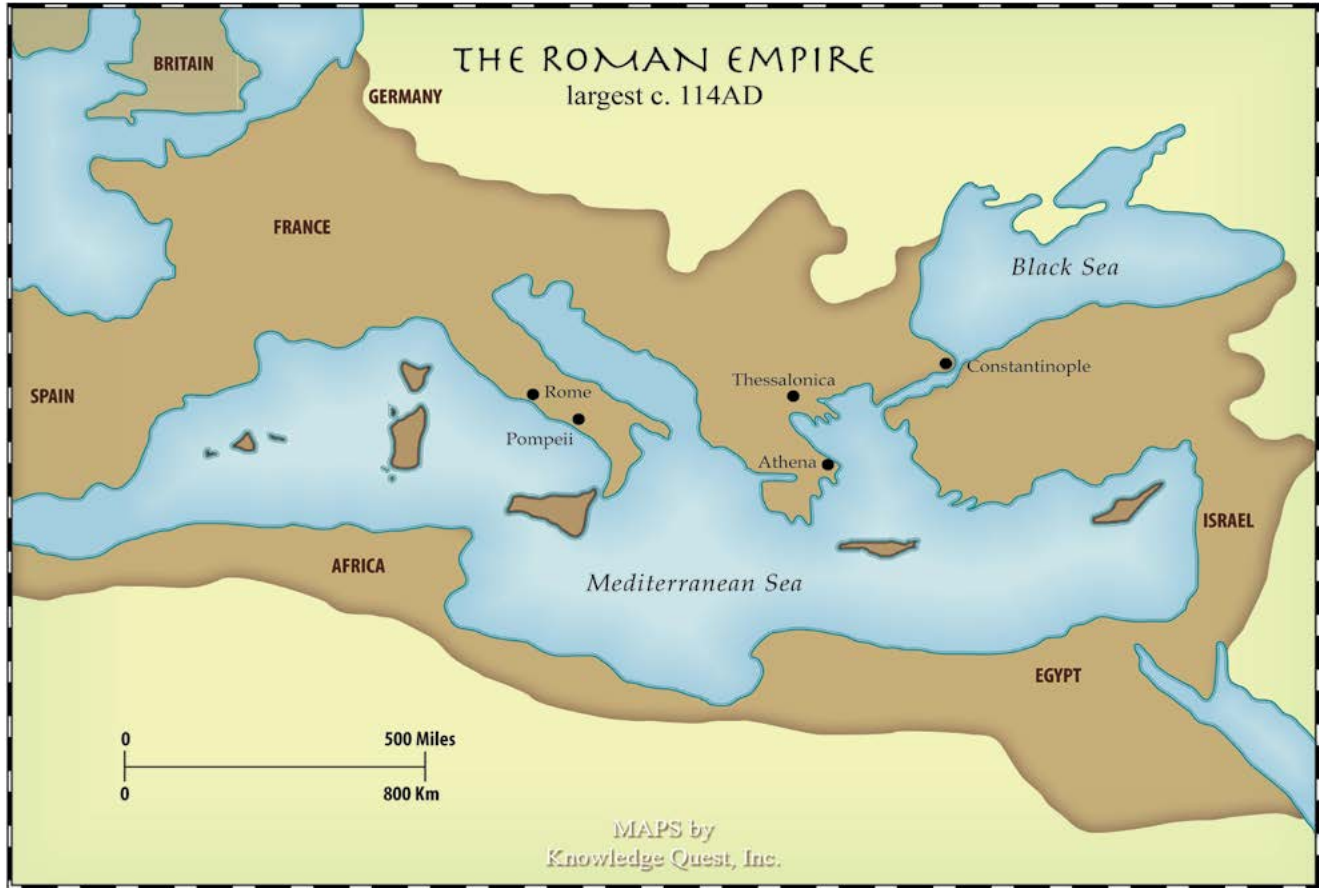 THE ROMAN EMPIRE
largest c. 114AD
BRITAIN
GERMANY
FRANCE
Black Sea
Constantinople
Thessalonica
Rome
SPAIN
Pompeii
Athena
ISRAEL
AFRICA
Mediterranean Sea
EGYPT
0 500 Miles
0 800 Km
MAPS by
Knowledge Quest, Inc.